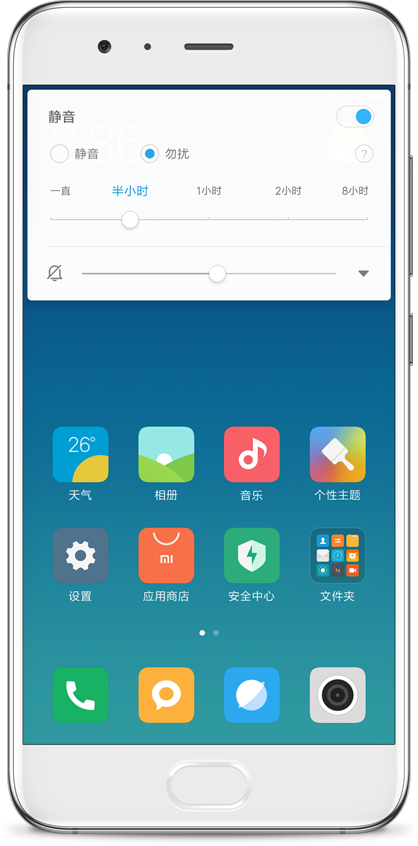 静音
静音 勿扰 ?
一直 半小时 1小时 2小时 8小时
26°
天气 相册 音乐 个性主题
mi
设置 应用商店 安全中心 文件夹